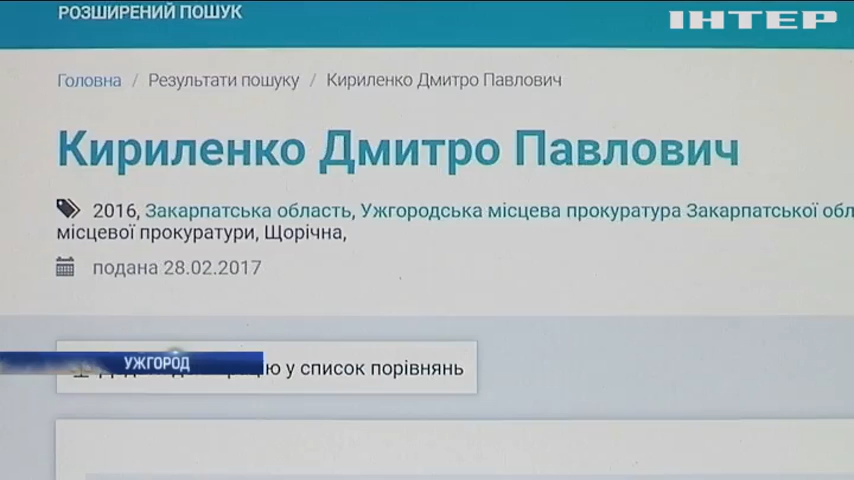 РОЗШИРЕНИЙ ПОШУК
ІНТЕР
Головна / Результати пошуку / Кириленко Дмитро Павлович
Кириленко Дмитро Павлович
2016, Закарпатська область, Ужгородська місцева прокуратура Закарпатської обл
місцевої прокуратури, Щорічна,
подана 28.02.2017
УЖГОРОД
у список порівнянь